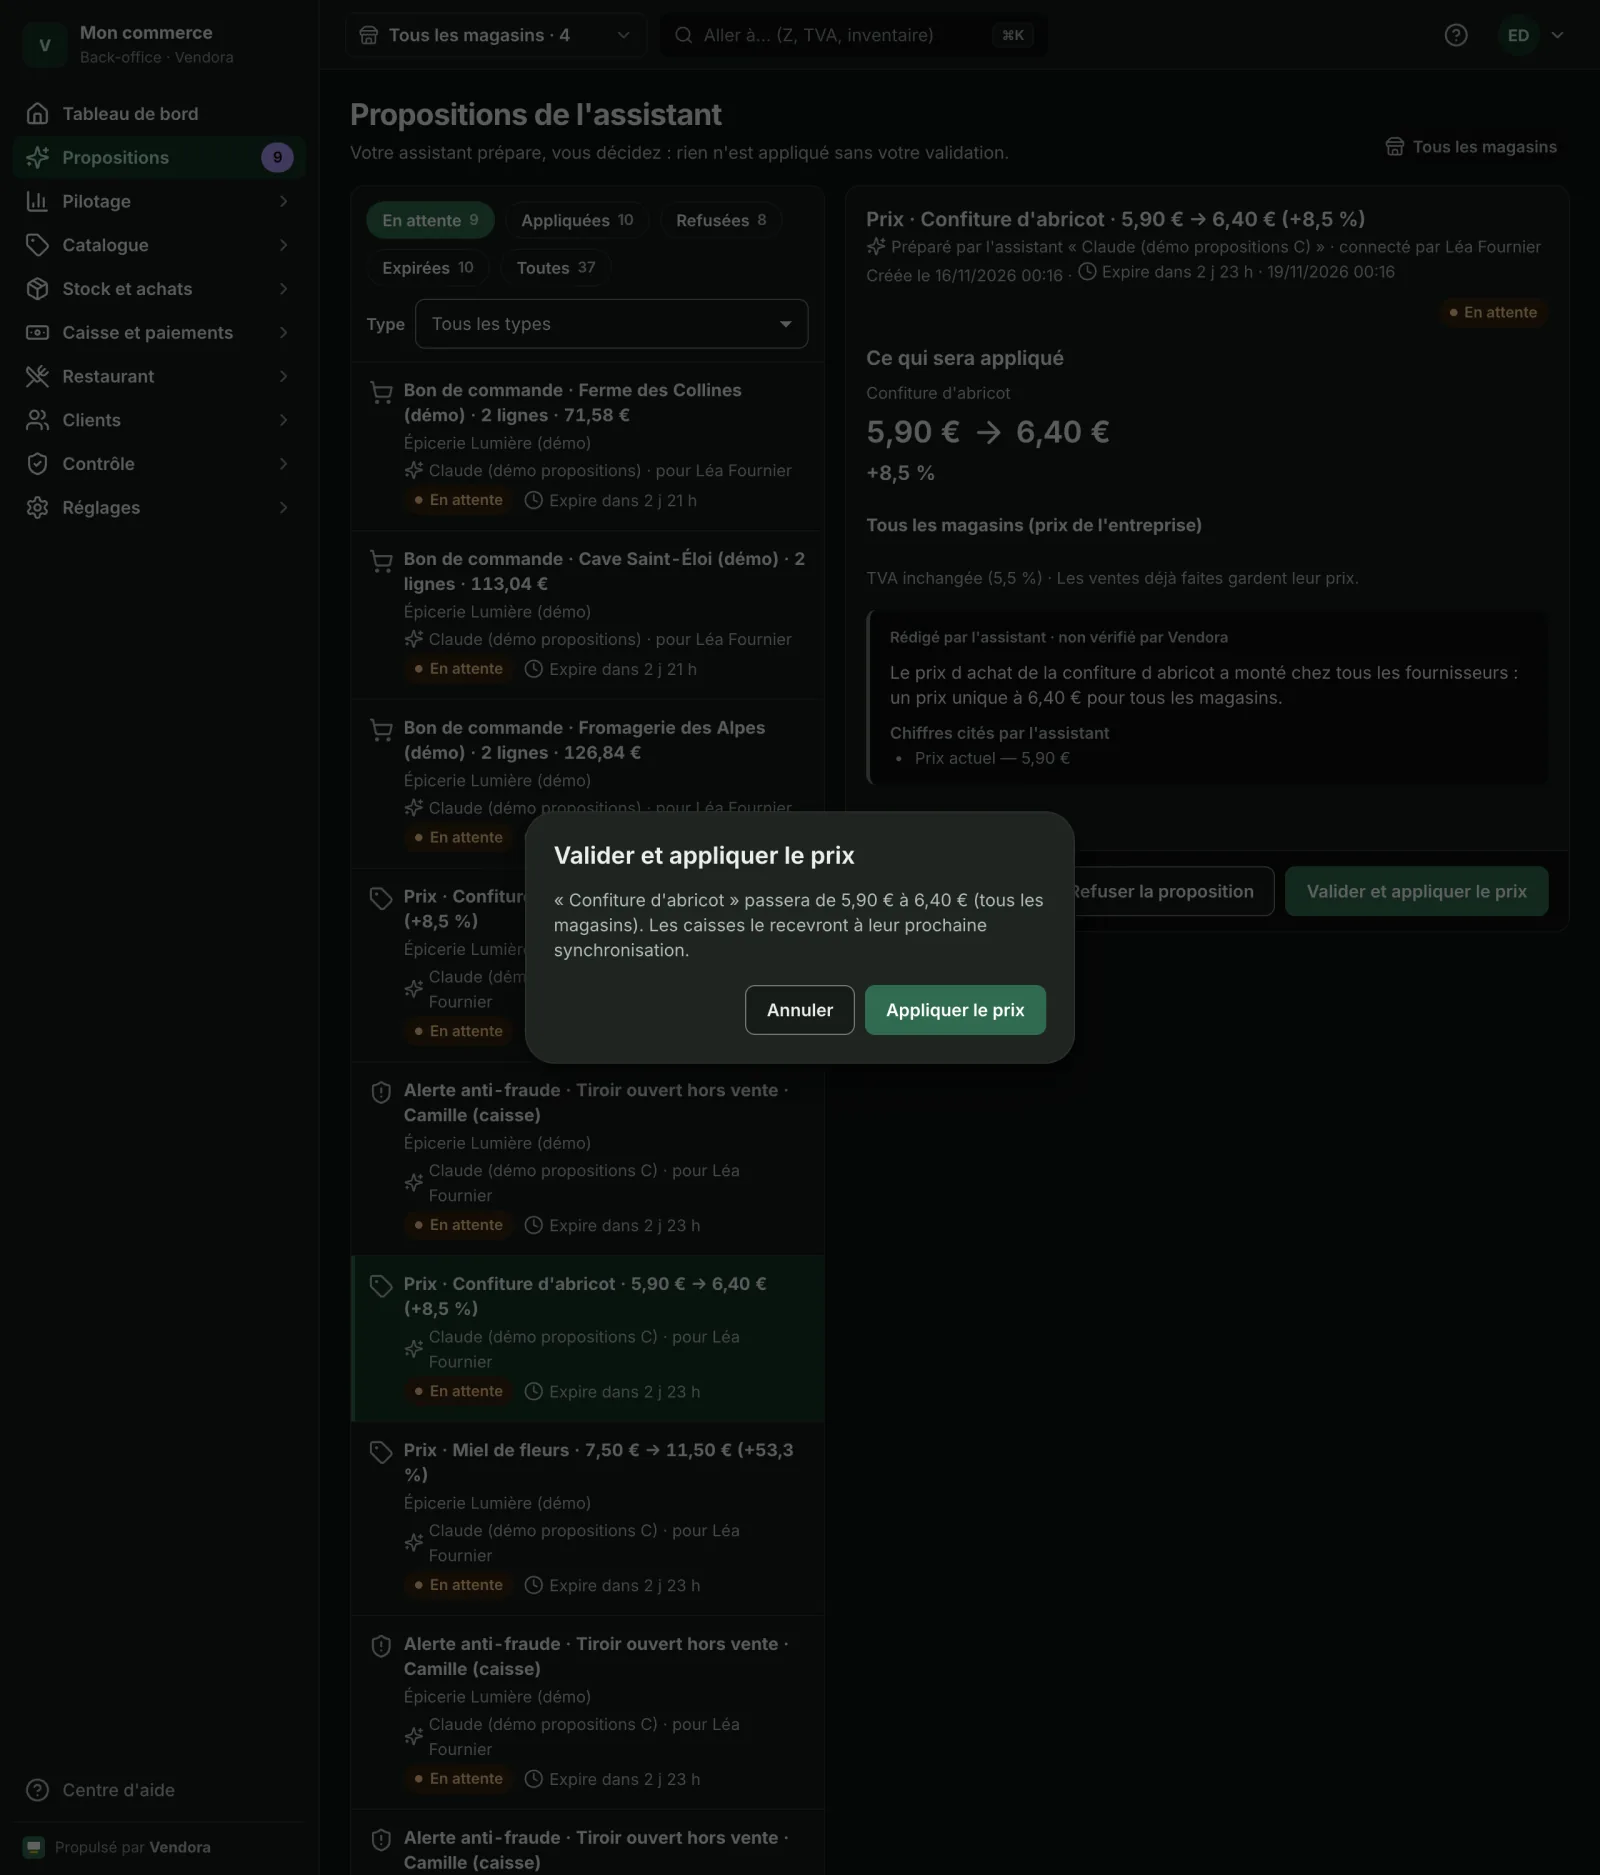 V
Mon commerce
Back-office · Vendora
Tableau de bord
Propositions 9
Pilotage
Catalogue
Stock et achats
Caisse et paiements
Restaurant
Clients
Contrôle
Réglages
Centre d'aide
Propulsé par Vendora
Tous les magasins · 4
Aller à... (Z, TVA, inventaire) ⌘K
ED
Propositions de l'assistant
Votre assistant prépare, vous décidez : rien n'est appliqué sans votre validation.
Tous les magasins
En attente 9
Appliquées 10
Refusées 8
Expirées 10
Toutes 37
Type
Tous les types
Bon de commande · Ferme des Collines
(démo) · 2 lignes · 71,58 €
Épicerie Lumière (démo)
Claude (démo propositions) · pour Léa Fournier
En attente
Expire dans 2 j 21 h
Bon de commande · Cave Saint-Éloi (démo) · 2
lignes · 113,04 €
Épicerie Lumière (démo)
Claude (démo propositions) · pour Léa Fournier
En attente
Expire dans 2 j 21 h
Bon de commande · Fromagerie des Alpes
(démo) · 2 lignes · 126,84 €
Épicerie Lumière (démo)
Claude (démo propositions) · pour Léa Fournier
En attente
Prix · Confiture
(+8,5 %)
Épicerie Lumière
Claude (démo
Fournier
En attente
Alerte anti-fraude · Tiroir ouvert hors vente ·
Camille (caisse)
Épicerie Lumière (démo)
Claude (démo propositions C) · pour Léa
Fournier
En attente
Expire dans 2 j 23 h
Prix · Confiture d'abricot · 5,90 € → 6,40 €
(+8,5 %)
Claude (démo propositions C) · pour Léa
Fournier
En attente
Expire dans 2 j 23 h
Prix · Miel de fleurs · 7,50 € → 11,50 € (+53,3
%)
Épicerie Lumière (démo)
Claude (démo propositions C) · pour Léa
Fournier
En attente
Expire dans 2 j 23 h
Alerte anti-fraude · Tiroir ouvert hors vente ·
Camille (caisse)
Épicerie Lumière (démo)
Claude (démo propositions C) · pour Léa
Fournier
En attente
Expire dans 2 j 23 h
Alerte anti-fraude · Tiroir ouvert hors vente ·
Camille (caisse)
Prix · Confiture d'abricot · 5,90 € → 6,40 € (+8,5 %)
Préparé par l'assistant « Claude (démo propositions C) » · connecté par Léa Fournier
Créée le 16/11/2026 00:16 · Expire dans 2 j 23 h · 19/11/2026 00:16
En attente
Ce qui sera appliqué
Confiture d'abricot
5,90 € → 6,40 €
+8,5 %
Tous les magasins (prix de l'entreprise)
TVA inchangée (5,5 %) · Les ventes déjà faites gardent leur prix.
Rédigé par l'assistant · non vérifié par Vendora
Le prix d achat de la confiture d abricot a monté chez tous les fournisseurs :
un prix unique à 6,40 € pour tous les magasins.
Chiffres cités par l'assistant
• Prix actuel — 5,90 €
Refuser la proposition
Valider et appliquer le prix
Valider et appliquer le prix
« Confiture d'abricot » passera de 5,90 € à 6,40 € (tous les
magasins). Les caisses le recevront à leur prochaine
synchronisation.
Annuler
Appliquer le prix